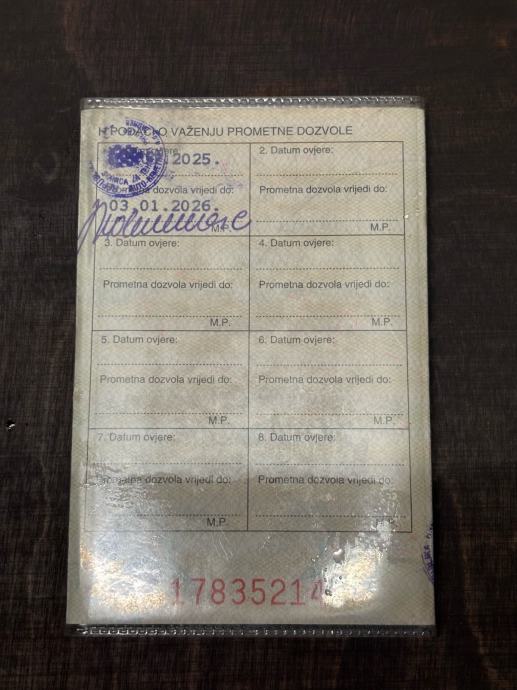 PODACI O VAŽENJU PROMETNE DOZVOLE
2025.
dozvola vrijedi do:
03.01.2026.
M.P.
2. Datum ovjere:
Prometna dozvola vrijedi do:
M.P.
3. Datum ovjere:
Prometna dozvola vrijedi do:
M.P.
4. Datum ovjere:
Prometna dozvola vrijedi do:
M.P.
5. Datum ovjere:
Prometna dozvola vrijedi do:
M.P.
6. Datum ovjere:
Prometna dozvola vrijedi do:
M.P.
7. Datum ovjere:
Prometna dozvola vrijedi do:
M.P.
8. Datum ovjere:
Prometna dozvola vrijedi do:
M.P.
17835214